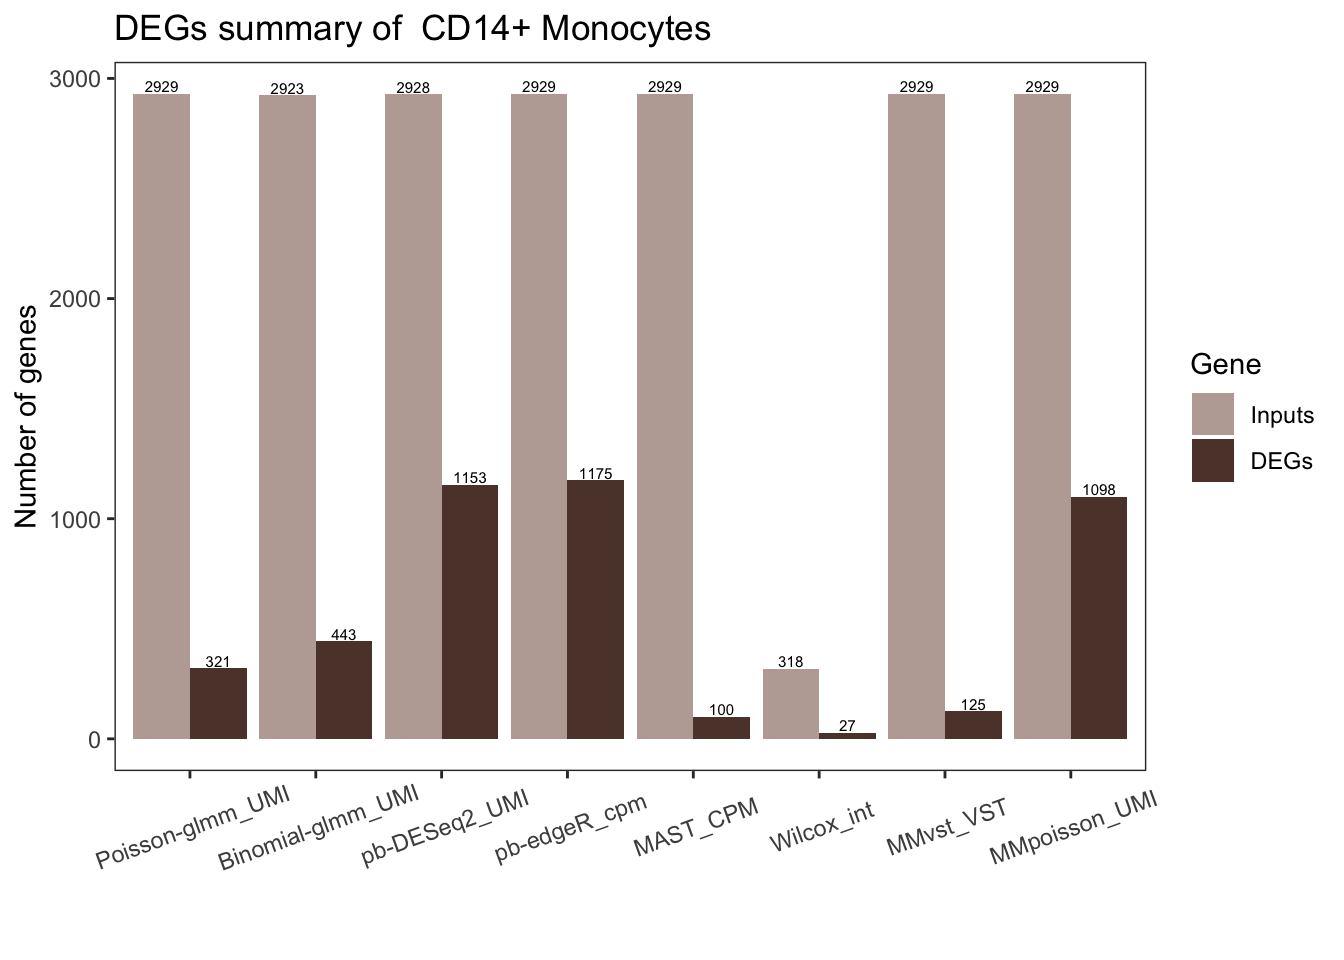 DEGs summary of  CD14+ Monocytes
Number of genes
3000
2000
1000
0
2929
321
2923
443
2928
1153
2929
1175
2929
100
318
27
2929
125
2929
1098
Poisson-glmm_UMI
Binomial-glmm_UMI
pb-DESeq2_UMI
pb-edgeR_cpm
MAST_CPM
Wilcox_int
MMvst_VST
MMpoisson_UMI
Gene
Inputs
DEGs